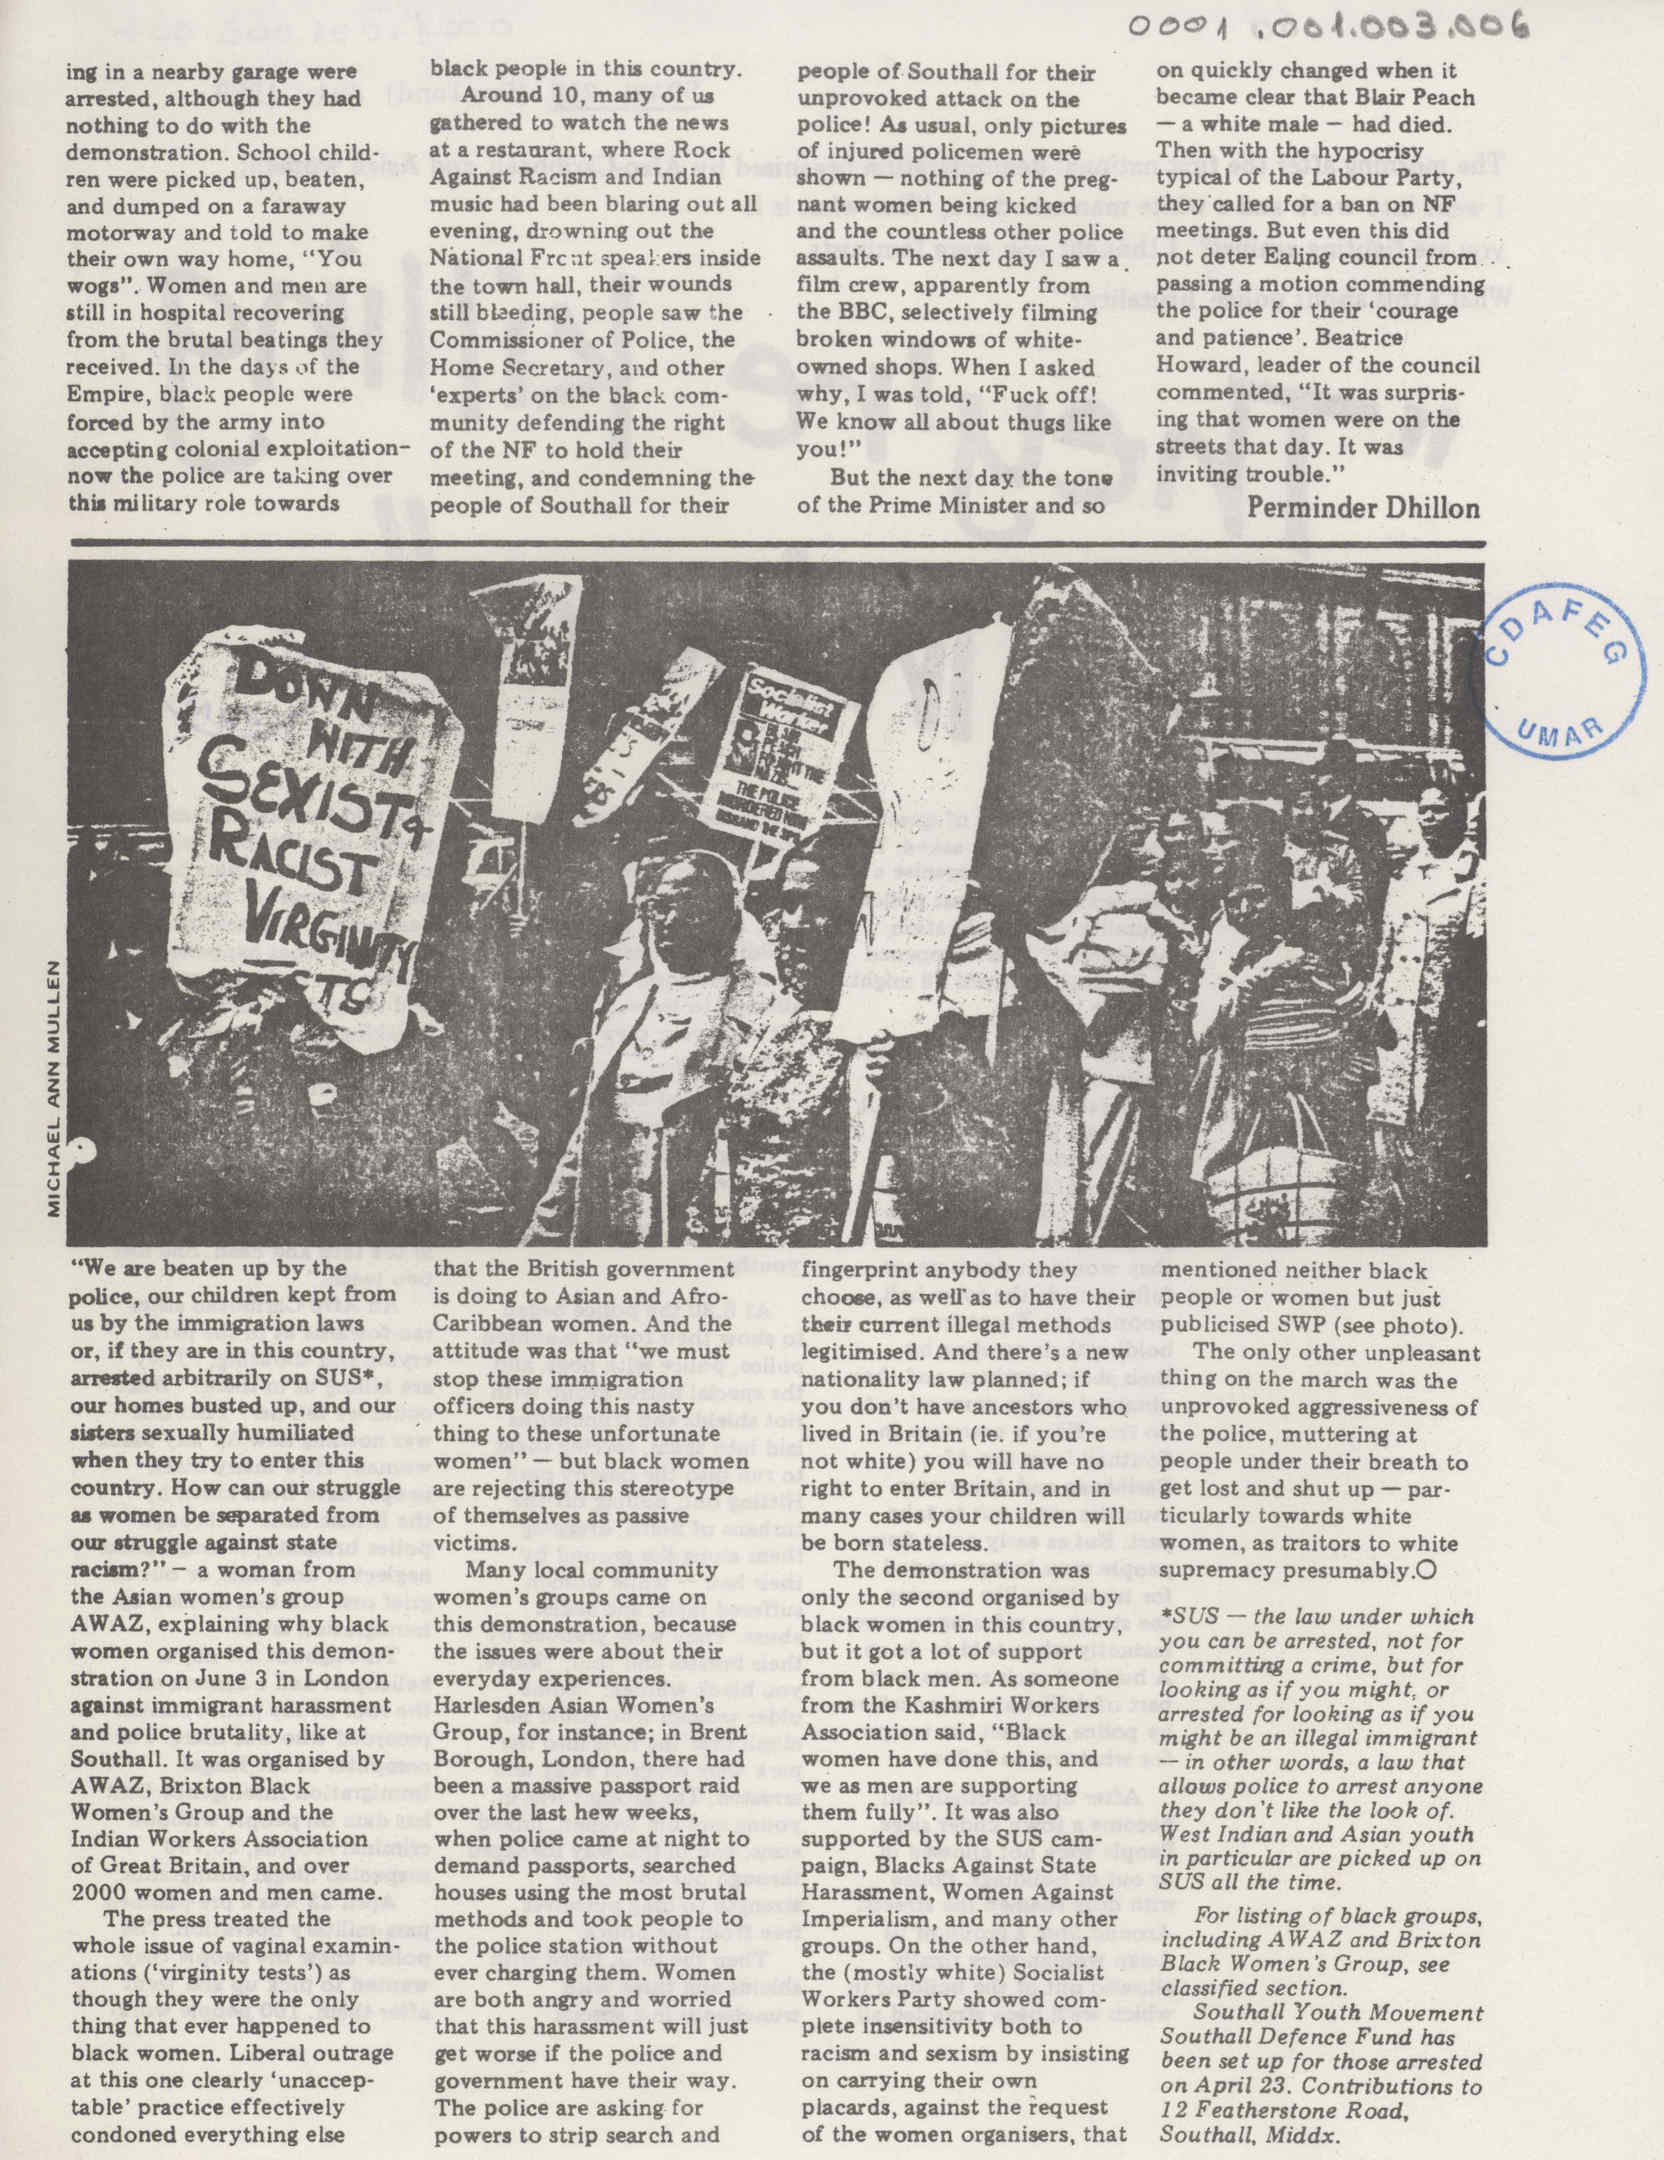 0001.001.003.006
ing in a nearby garage were
arrested, although they had
nothing to do with the
demonstration. School child-
ren were picked up, beaten,
and dumped on a faraway
motorway and told to make
their own way home, “You
wogs”. Women and men are
still in hospital recovering
from the brutal beatings they
received. In the days of the
Empire, black people were
forced by the army into
accepting colonial exploitation–
now the police are taking over
this military role towards
black people in this country.
Around 10, many of us
gathered to watch the news
at a restaurant, where Rock
Against Racism and Indian
music had been blaring out all
evening, drowning out the
National Front speakers inside
the town hall, their wounds
still bleeding, people saw the
Commissioner of Police, the
Home Secretary, and other
‘experts’ on the black com-
munity defending the right
of the NF to hold their
meeting, and condemning the
people of Southall for their
people of Southall for their
unprovoked attack on the
police! As usual, only pictures
of injured policemen were
shown — nothing of the preg-
nant women being kicked
and the countless other police
assaults. The next day I saw a
film crew, apparently from
the BBC, selectively filming
broken windows of white-
owned shops. When I asked
why, I was told, “Fuck off!
We know all about thugs like
you!”
But the next day the tone
of the Prime Minister and so
on quickly changed when it
became clear that Blair Peach
— a white male — had died.
Then with the hypocrisy
typical of the Labour Party,
they called for a ban on NF
meetings. But even this did
not deter Ealing council from
passing a motion commending
the police for their ‘courage
and patience’. Beatrice
Howard, leader of the council
commented, “It was surpris-
ing that women were on the
streets that day. It was
inviting trouble.”
Perminder Dhillon
CDAFEG
UMAR
DOWN
WITH
SEXIST &
RACIST
VIRGINITY
Socialist
Worker
BLAIR
PEACH
FOUGHT THE
NAZIS
THE POLICE
MURDERED HIM
DISBAND THE SPG
MICHAEL ANN MULLEN
“We are beaten up by the
police, our children kept from
us by the immigration laws
or, if they are in this country,
arrested arbitrarily on SUS*,
our homes busted up, and our
sisters sexually humiliated
when they try to enter this
country. How can our struggle
as women be separated from
our struggle against state
racism?” — a woman from
the Asian women’s group
AWAZ, explaining why black
women organised this demon-
stration on June 3 in London
against immigrant harassment
and police brutality, like at
Southall. It was organised by
AWAZ, Brixton Black
Women’s Group and the
Indian Workers Association
of Great Britain, and over
2000 women and men came.
The press treated the
whole issue of vaginal examin-
ations (‘virginity tests’) as
though they were the only
thing that ever happened to
black women. Liberal outrage
at this one clearly ‘unaccep-
table’ practice effectively
condoned everything else
that the British government
is doing to Asian and Afro-
Caribbean women. And the
attitude was that “we must
stop these immigration
officers doing this nasty
thing to these unfortunate
women” — but black women
are rejecting this stereotype
of themselves as passive
victims.
Many local community
women’s groups came on
this demonstration, because
the issues were about their
everyday experiences.
Harlesden Asian Women’s
Group, for instance; in Brent
Borough, London, there had
been a massive passport raid
over the last hew weeks,
when police came at night to
demand passports, searched
houses using the most brutal
methods and took people to
the police station without
ever charging them. Women
are both angry and worried
that this harassment will just
get worse if the police and
government have their way.
The police are asking for
powers to strip search and
fingerprint anybody they
choose, as well as to have their
their current illegal methods
legitimised. And there’s a new
nationality law planned; if
you don’t have ancestors who
lived in Britain (ie. if you’re
not white) you will have no
right to enter Britain, and in
many cases your children will
be born stateless.
The demonstration was
only the second organised by
black women in this country,
but it got a lot of support
from black men. As someone
from the Kashmiri Workers
Association said, “Black
women have done this, and
we as men are supporting
them fully”. It was also
supported by the SUS cam-
paign, Blacks Against State
Harassment, Women Against
Imperialism, and many other
groups. On the other hand,
the (mostly white) Socialist
Workers Party showed com-
plete insensitivity both to
racism and sexism by insisting
on carrying their own
placards, against the request
of the women organisers, that
mentioned neither black
people or women but just
publicised SWP (see photo).
The only other unpleasant
thing on the march was the
unprovoked aggressiveness of
the police, muttering at
people under their breath to
get lost and shut up — par-
ticularly towards white
women, as traitors to white
supremacy presumably.O
*SUS — the law under which
you can be arrested, not for
committing a crime, but for
looking as if you might, or
arrested for looking as if you
might be an illegal immigrant
— in other words, a law that
allows police to arrest anyone
they don’t like the look of.
West Indian and Asian youth
in particular are picked up on
SUS all the time.
For listing of black groups,
including AWAZ and Brixton
Black Women’s Group, see
classified section.
Southall Youth Movement
Southall Defence Fund has
been set up for those arrested
on April 23. Contributions to
12 Featherstone Road,
Southall, Middx.